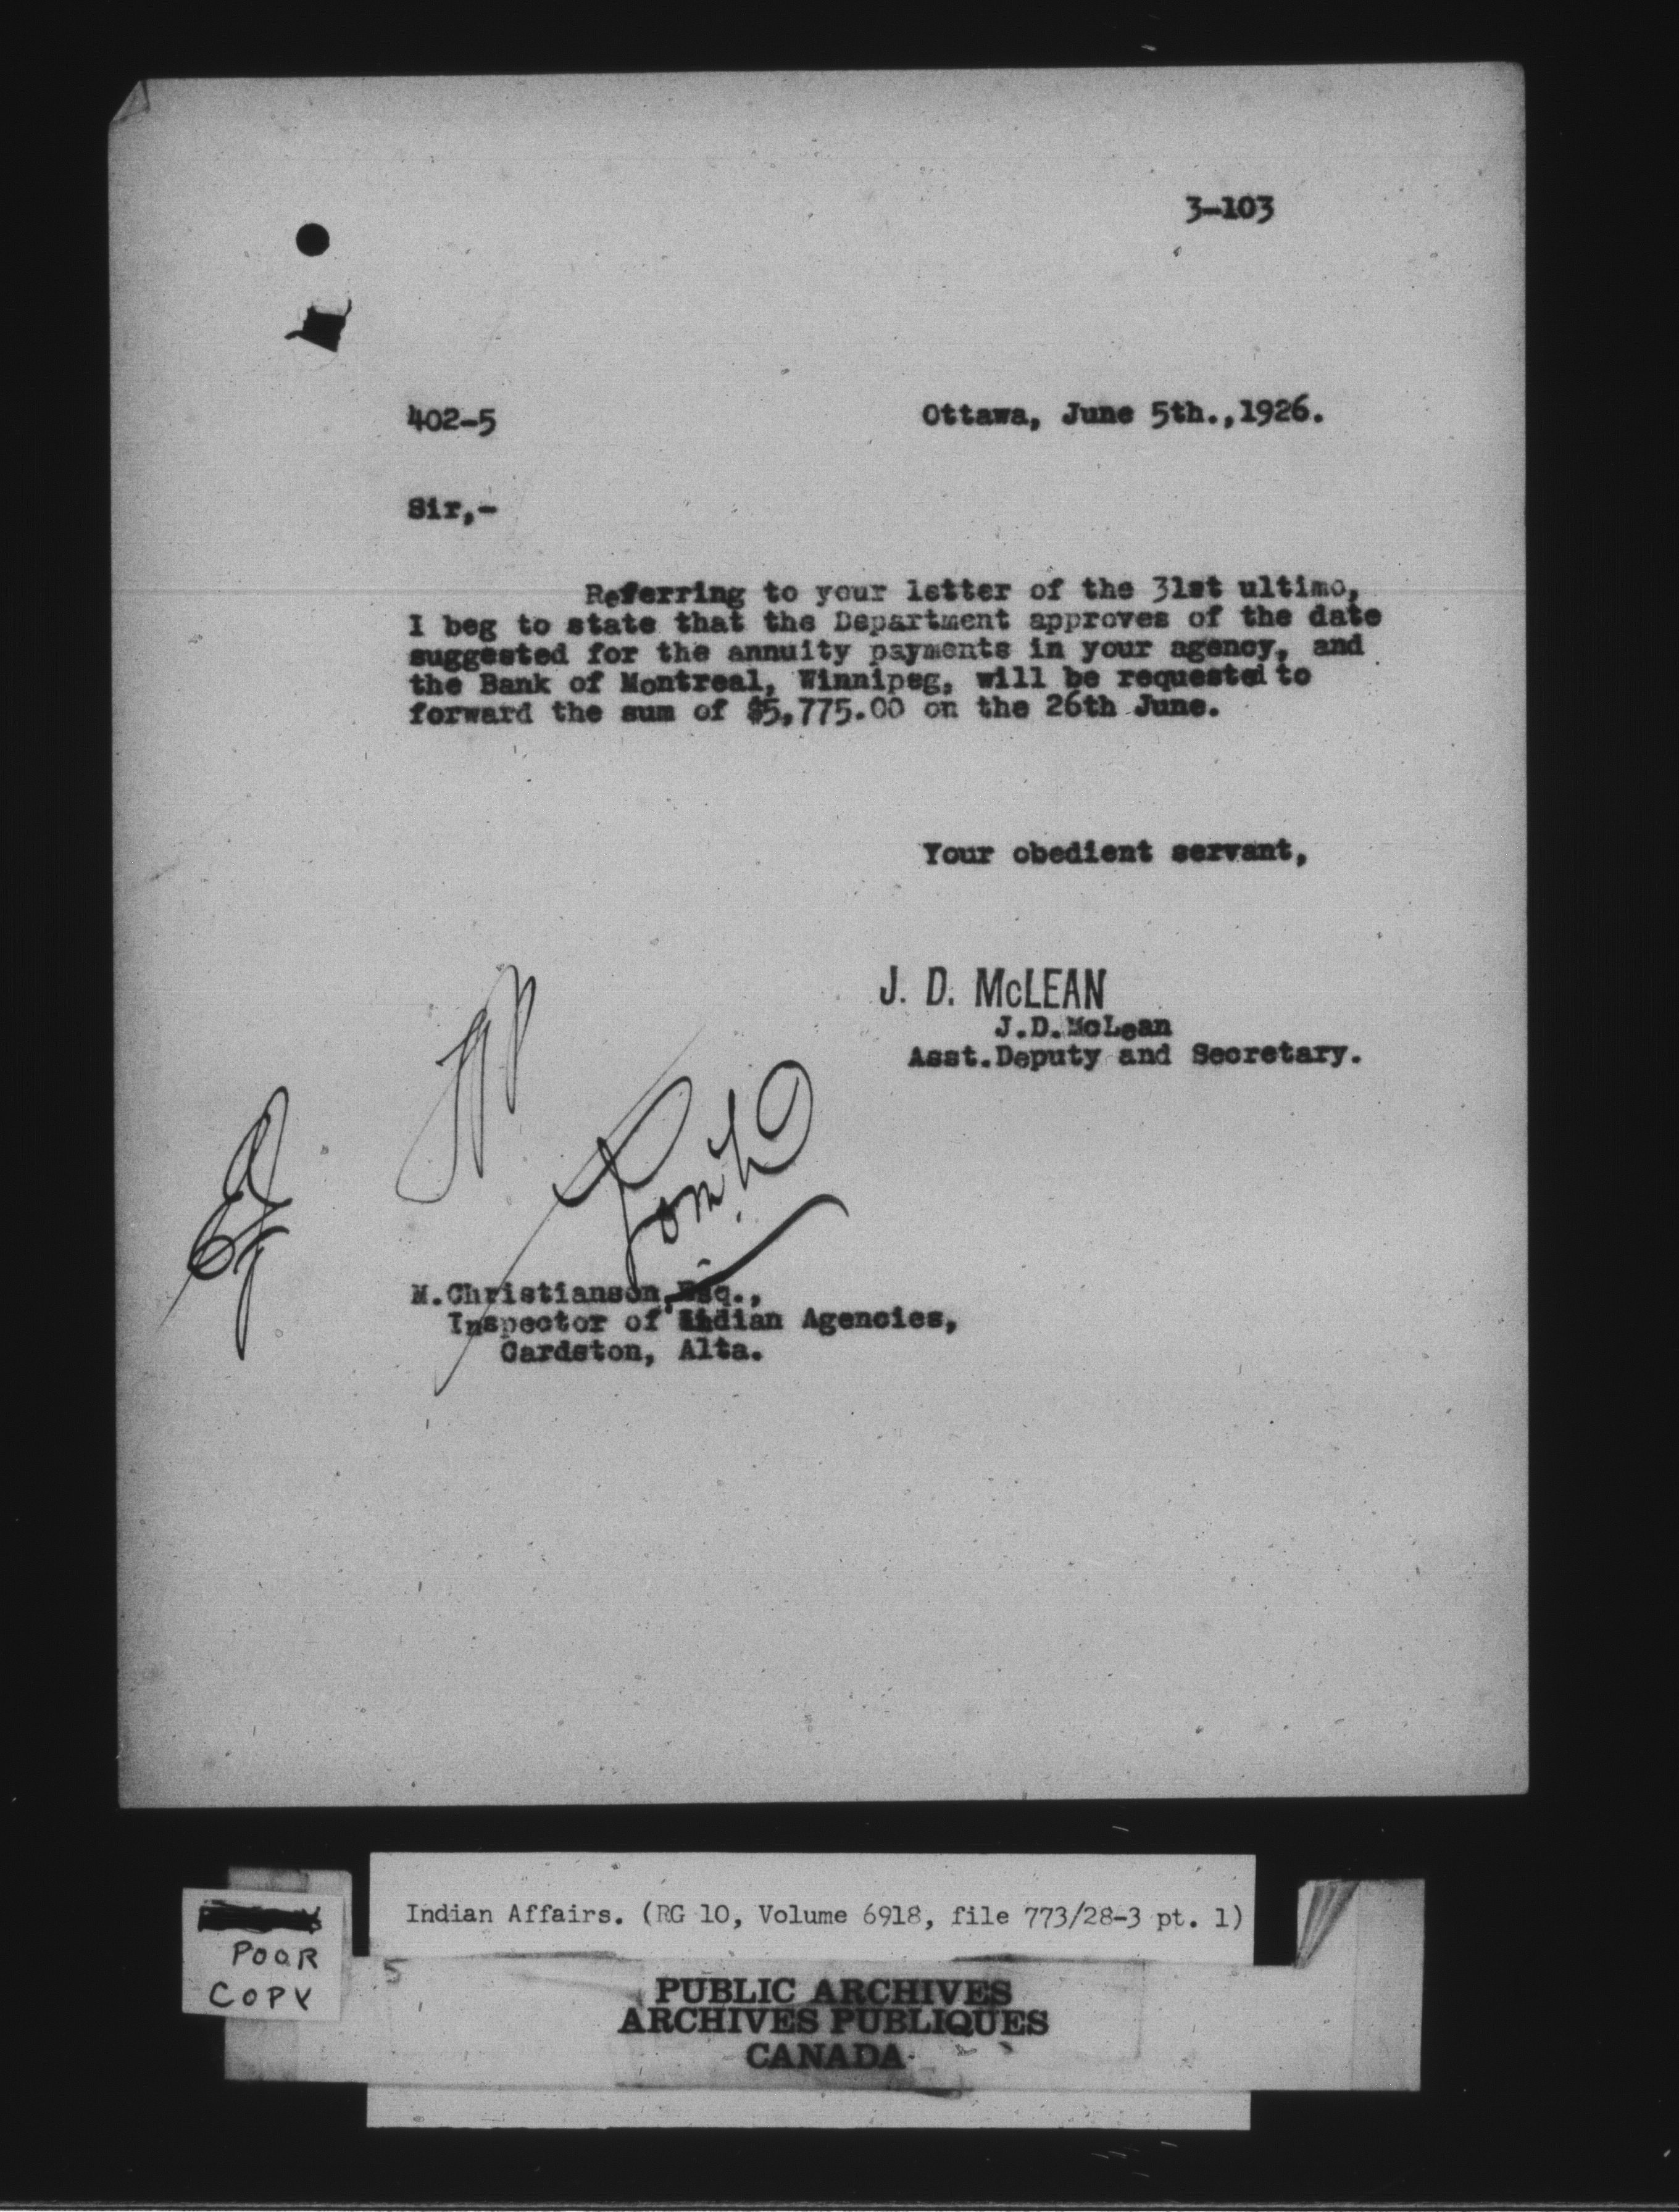 3-103
402-5
Ottawa, June 5th.,1926.
Sir,-
Referring to your letter of the 31st ultimo,
I beg to state that the Department approves of the date
suggested for the annuity payments in your agency, and
the Bank of Montreal, Winnipeg, will be requested to
forward the sum of $5,775.00 on the 26th June.
Your obedient servant,
J. D. McLEAN
J.D.McLean
Asst.Deputy and Secretary.
M.Christianson, Esq.,
Inspector of Indian Agencies,
Cardston, Alta.
Indian Affairs. (RG 10, Volume 6918, file 773/28-3 pt. 1)
POOR
COPY
5
PUBLIC ARCHIVES
ARCHIVES PUBLIQUES
CANADA